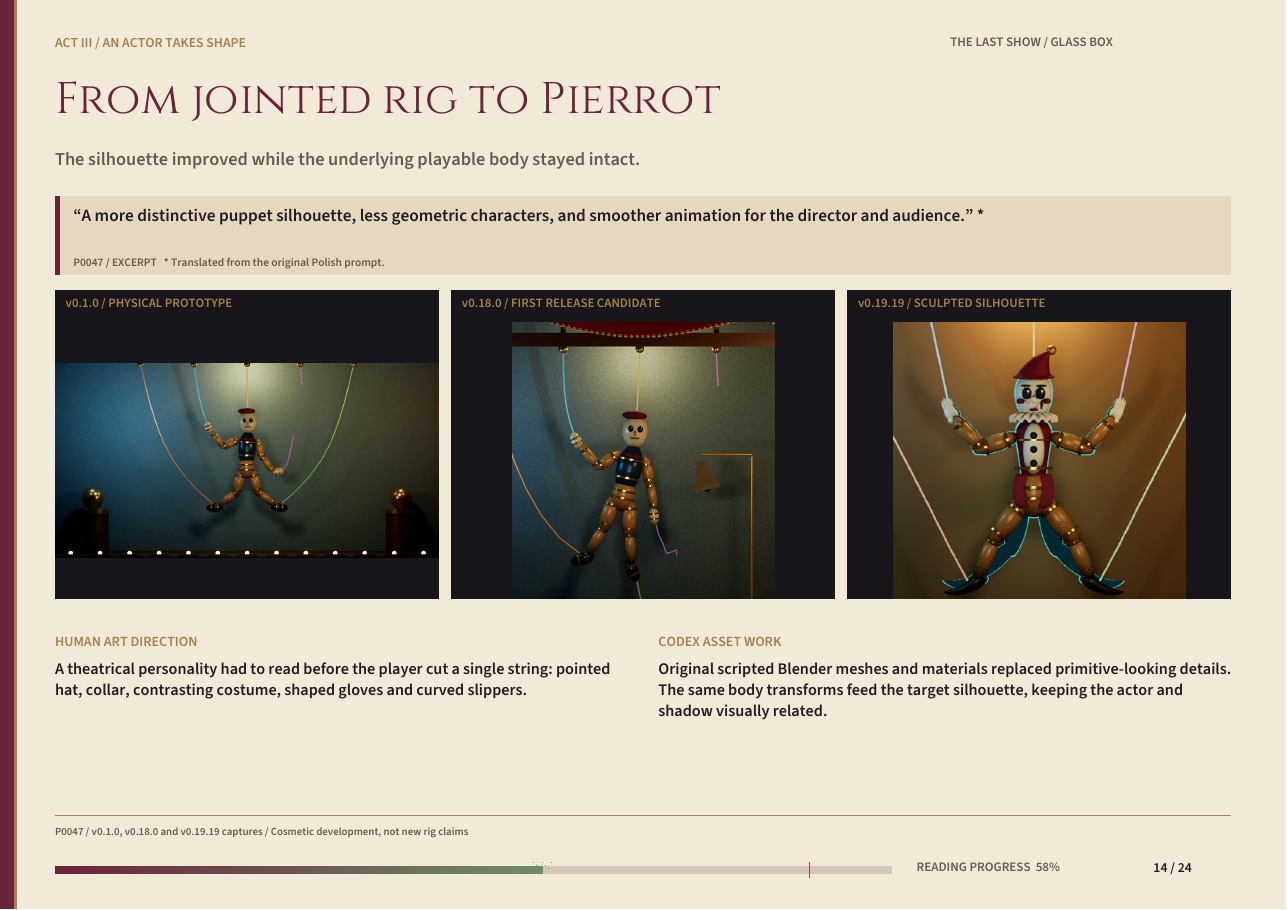 ACT III / AN ACTOR TAKES SHAPE
THE LAST SHOW / GLASS BOX
From jointed rig to Pierrot
The silhouette improved while the underlying playable body stayed intact.
“A more distinctive puppet silhouette, less geometric characters, and smoother animation for the director and audience.” *
P0047 / EXCERPT * Translated from the original Polish prompt.
v0.1.0 / PHYSICAL PROTOTYPE
v0.18.0 / FIRST RELEASE CANDIDATE
v0.19.19 / SCULPTED SILHOUETTE
HUMAN ART DIRECTION
A theatrical personality had to read before the player cut a single string: pointed
hat, collar, contrasting costume, shaped gloves and curved slippers.
CODEX ASSET WORK
Original scripted Blender meshes and materials replaced primitive-looking details.
The same body transforms feed the target silhouette, keeping the actor and
shadow visually related.
P0047 / v0.1.0, v0.18.0 and v0.19.19 captures / Cosmetic development, not new rig claims
READING PROGRESS 58%
14 / 24